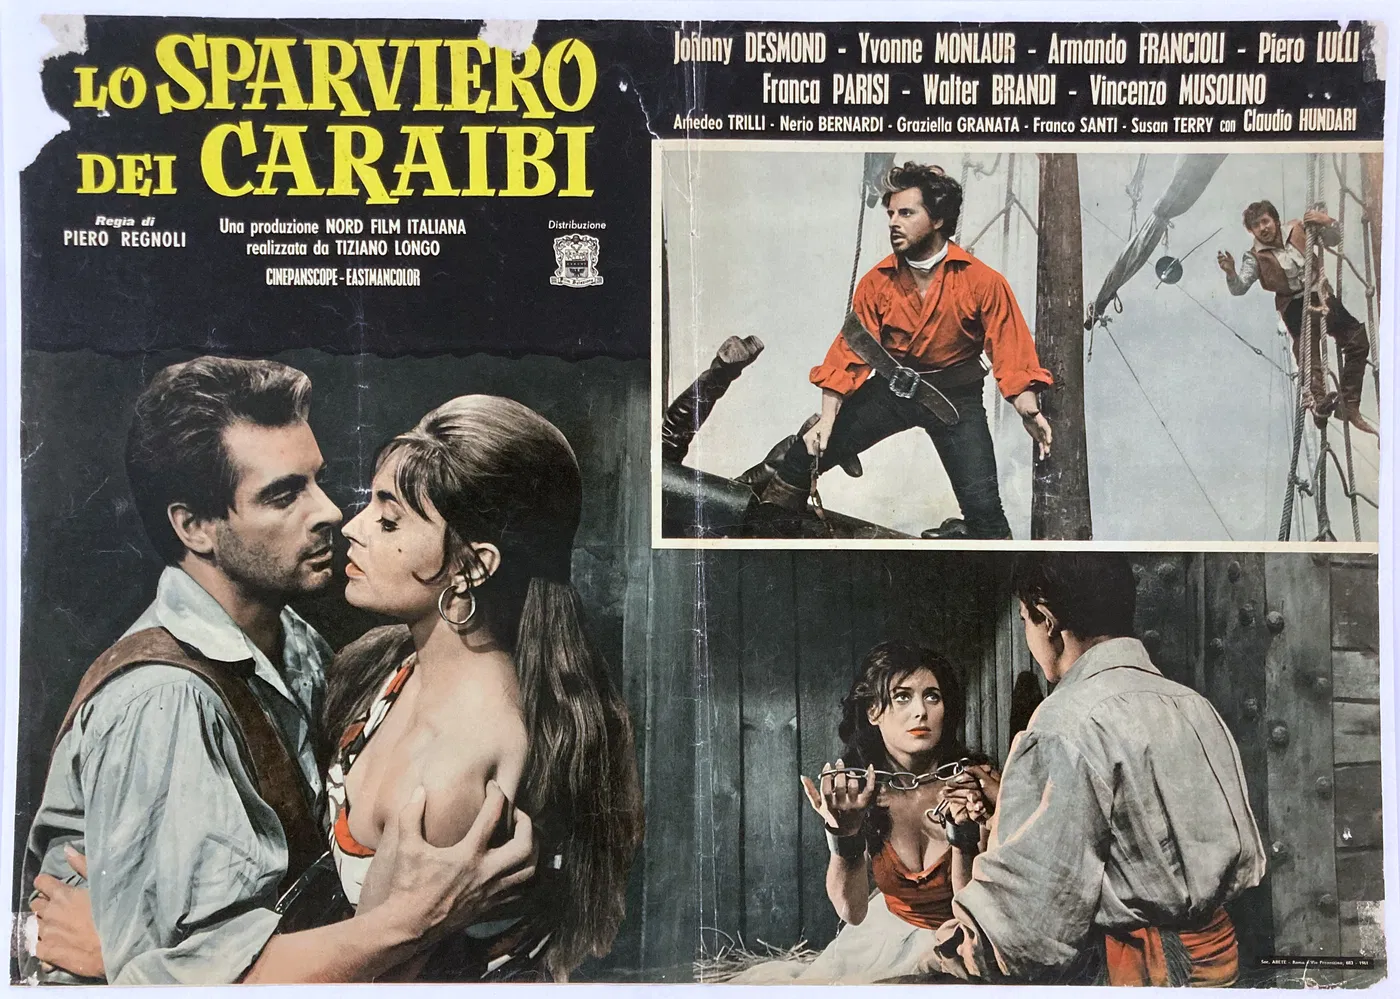 LO SPARVIERO
DEI CARAIBI
Regia di
PIERO REGNOLI
Una produzione NORD FILM ITALIANA
realizzata da TIZIANO LONGO
CINEPANSCOPE - EASTMANCOLOR
Distribuzione
Johnny DESMOND - Yvonne MONLAUR - Armando FRANCIOLI - Piero LULLI
Franca PARISI - Walter BRANDI - Vincenzo MUSOLINO
Amedeo TRILLI - Nerio BERNARDI - Graziella GRANATA - Franco SANTI - Susan TERRY con Claudio HUNDARI